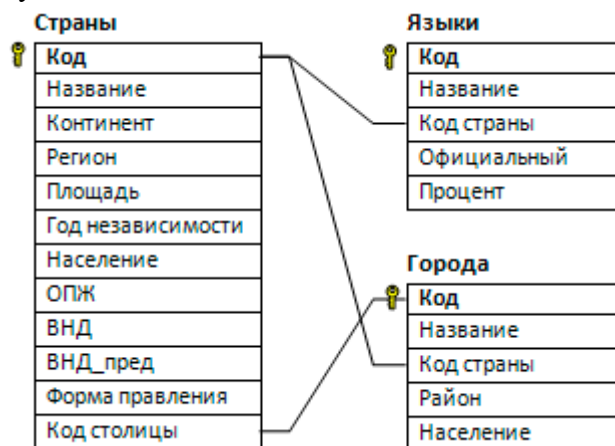 Страны
Код
Название
Континент
Регион
Площадь
Год независимости
Население
ОПЖ
ВНД
ВНД_пред
Форма правления
Код столицы
Языки
Код
Название
Код страны
Официальный
Процент
Города
Код
Название
Код страны
Район
Население